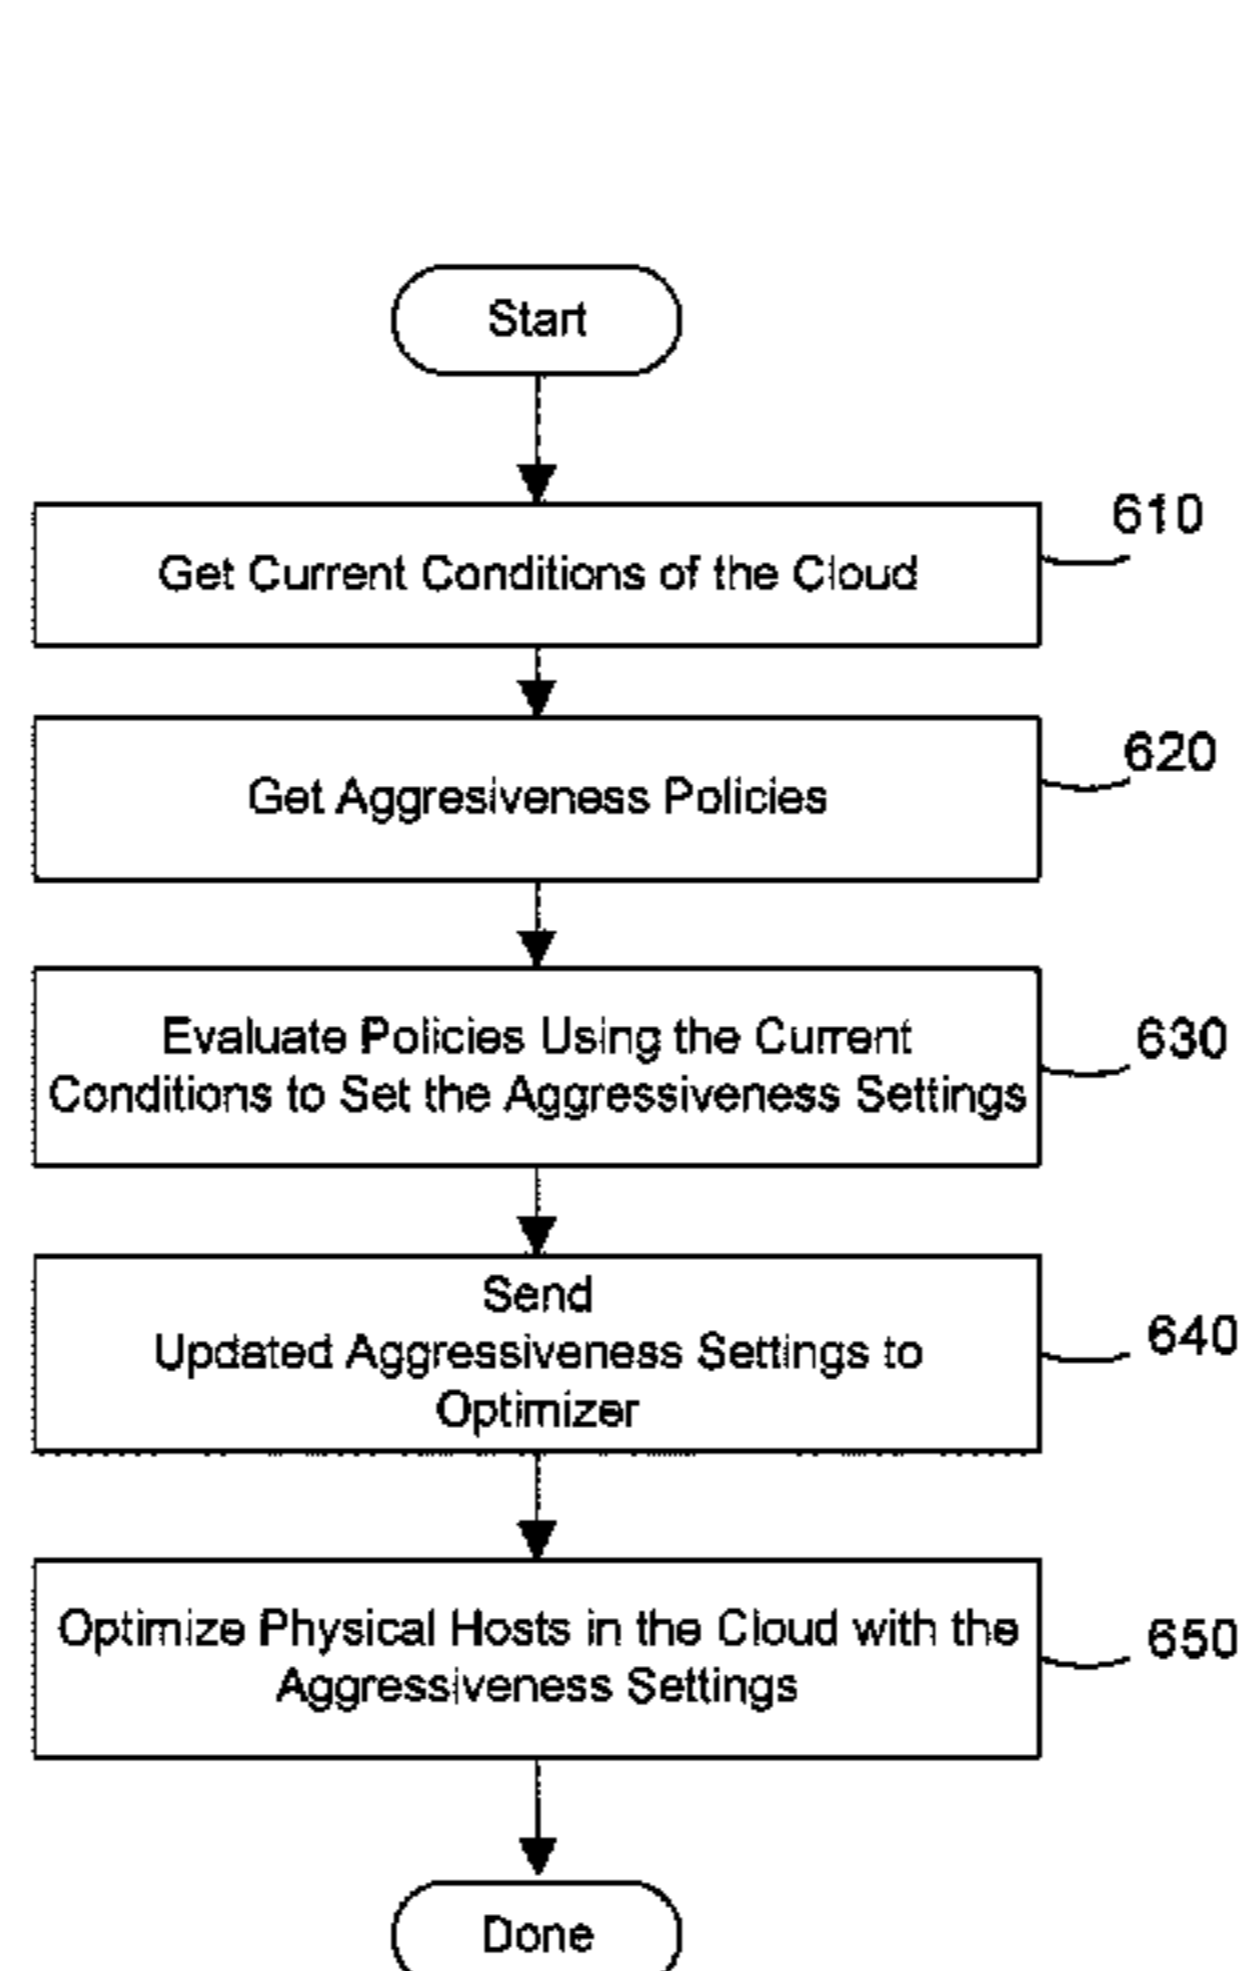 Start
Get Current Conditions of the Cloud
610
Get Aggresiveness Policies
620
Evaluate Policies Using the Current
Conditions to Set the Aggressiveness Settings
630
Send
Updated Aggressiveness Settings to
Optimizer
640
Optimize Physical Hosts in the Cloud with the
Aggressiveness Settings
650
Done